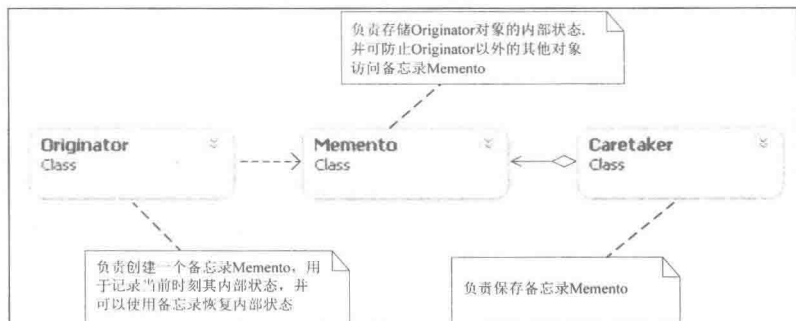 负责存储Originator对象的内部状态,
并可防止Originator以外的其他对象
访问备忘录Memento
Originator
Class
Memento
Class
Caretaker
Class
负责创建一个备忘录Memento，用
于记录当前时刻其内部状态，并
可以使用备忘录恢复内部状态
负责保存备忘录Memento